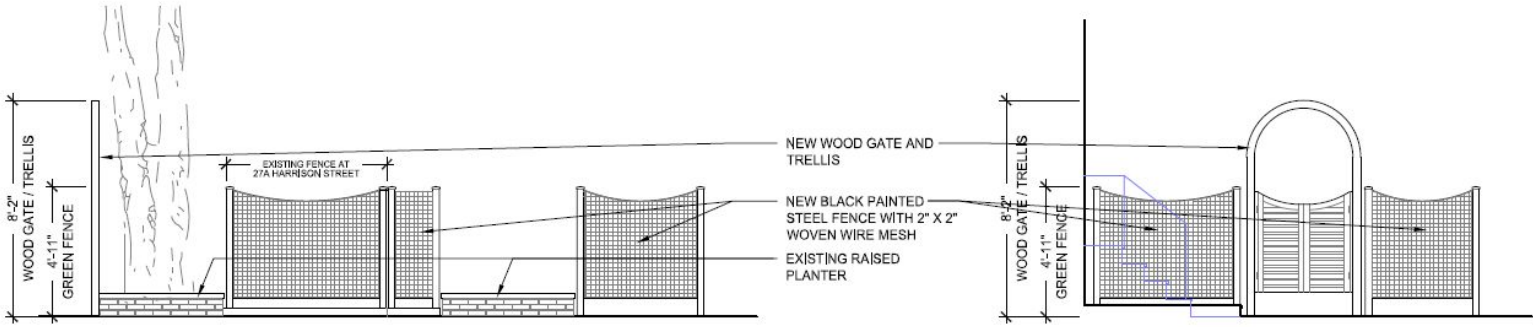 8'-2"
WOOD GATE / TRELLIS
4'-11"
GREEN FENCE
EXISTING FENCE AT
27A HARRISON STREET
NEW WOOD GATE AND
TRELLIS
NEW BLACK PAINTED
STEEL FENCE WITH 2" X 2"
WOVEN WIRE MESH
EXISTING RAISED
PLANTER
8'-2"
WOOD GATE / TRELLIS
4'-11"
GREEN FENCE